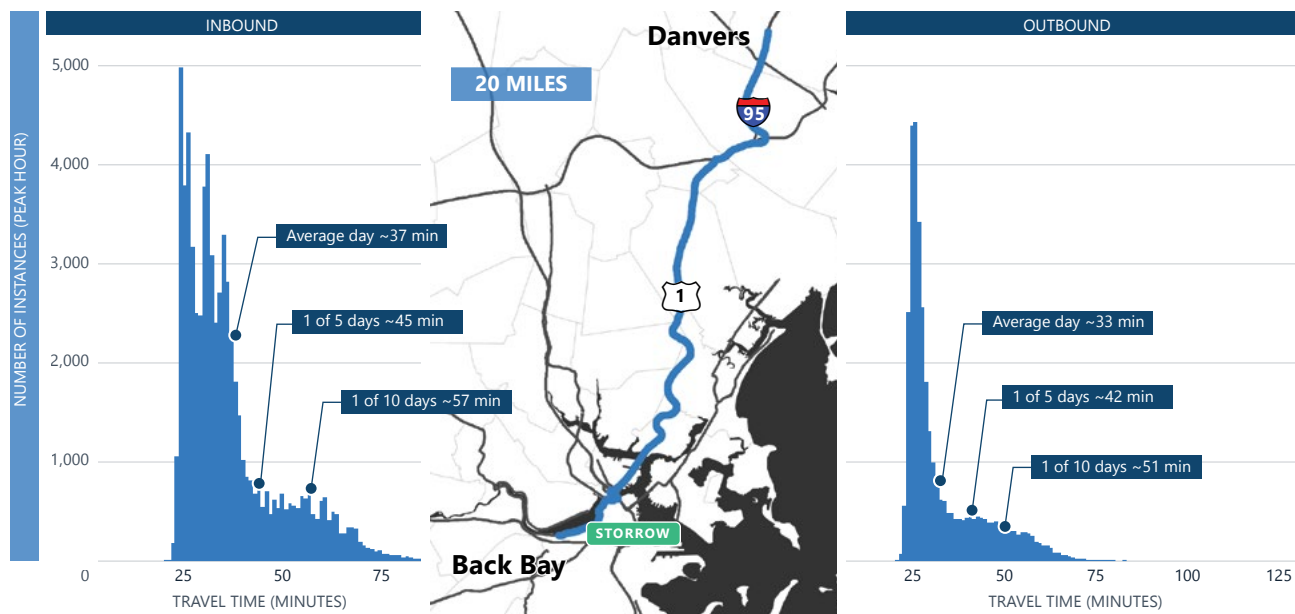 INBOUND
NUMBER OF INSTANCES (PEAK HOUR)
5,000
4,000
3,000
2,000
1,000
0
Average day ~37 min
1 of 5 days ~45 min
1 of 10 days ~57 min
25 50 75
TRAVEL TIME (MINUTES)
Danvers
20 MILES
95
1
STORROW
Back Bay
OUTBOUND
Average day ~33 min
1 of 5 days ~42 min
1 of 10 days ~51 min
25 50 75 100 125
TRAVEL TIME (MINUTES)